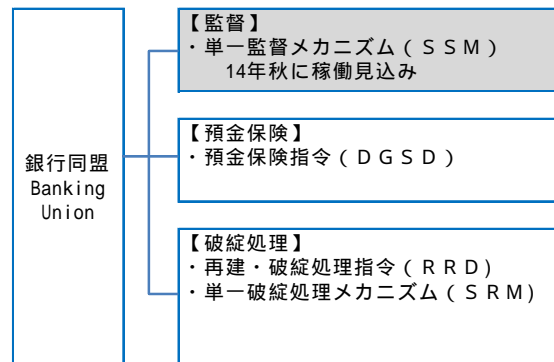 【監督】
・単一監督メカニズム（ＳＳＭ）
14年秋に稼働見込み
【預金保険】
・預金保険指令（ＤＧＳＤ）
銀行同盟
Banking
Union
【破綻処理】
・再建・破綻処理指令（ＲＲＤ）
・単一破綻処理メカニズム（ＳＲＭ）